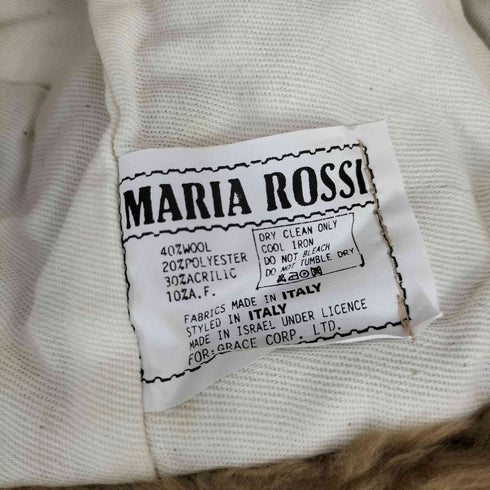 MARIA ROSSI
40%WOOL
20%POLYESTER
30%ACRILIC
10%A.F.
DRY CLEAN ONLY
COOL IRON
DO NOT BLEACH
DO NOT TUMBLE DRY
FABRICS MADE IN ITALY
STYLED IN ITALY
MADE IN ISRAEL UNDER LICENCE
FOR:GRACE CORP. LTD.